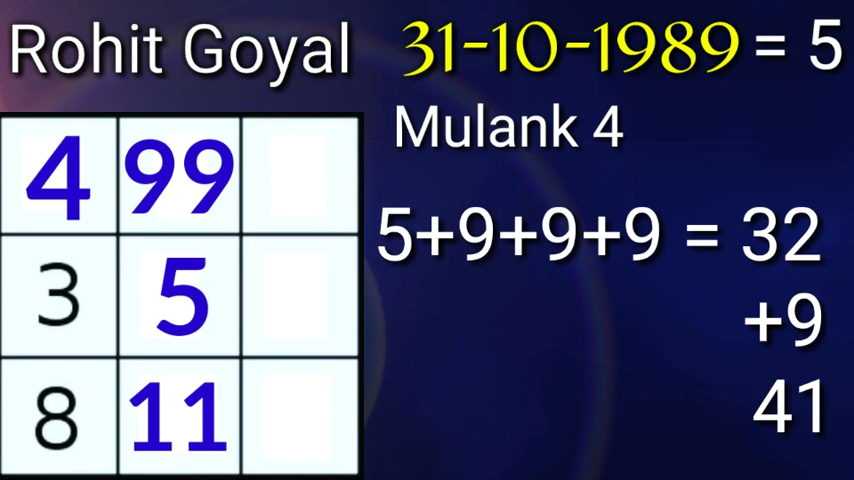 Rohit Goyal 31-10-1989 = 5
Mulank 4
4 99
3 5
8 11
5+9+9+9 = 32
+9
41